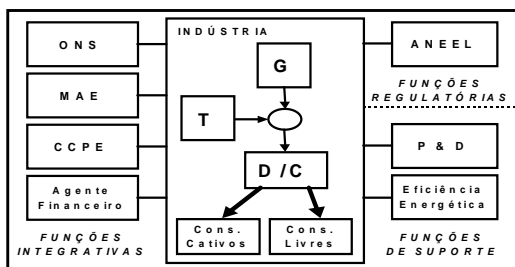 ONS
MAE
CCPE
Agente
Financeiro
FUNÇÕES
INTEGRATIVAS
INDÚSTRIA
G
T
D/C
Cons.
Cativos
Cons.
Livres
ANEEL
FUNÇÕES
REGULATÓRIAS
P & D
Eficiência
Energética
FUNÇÕES
DE SUPORTE